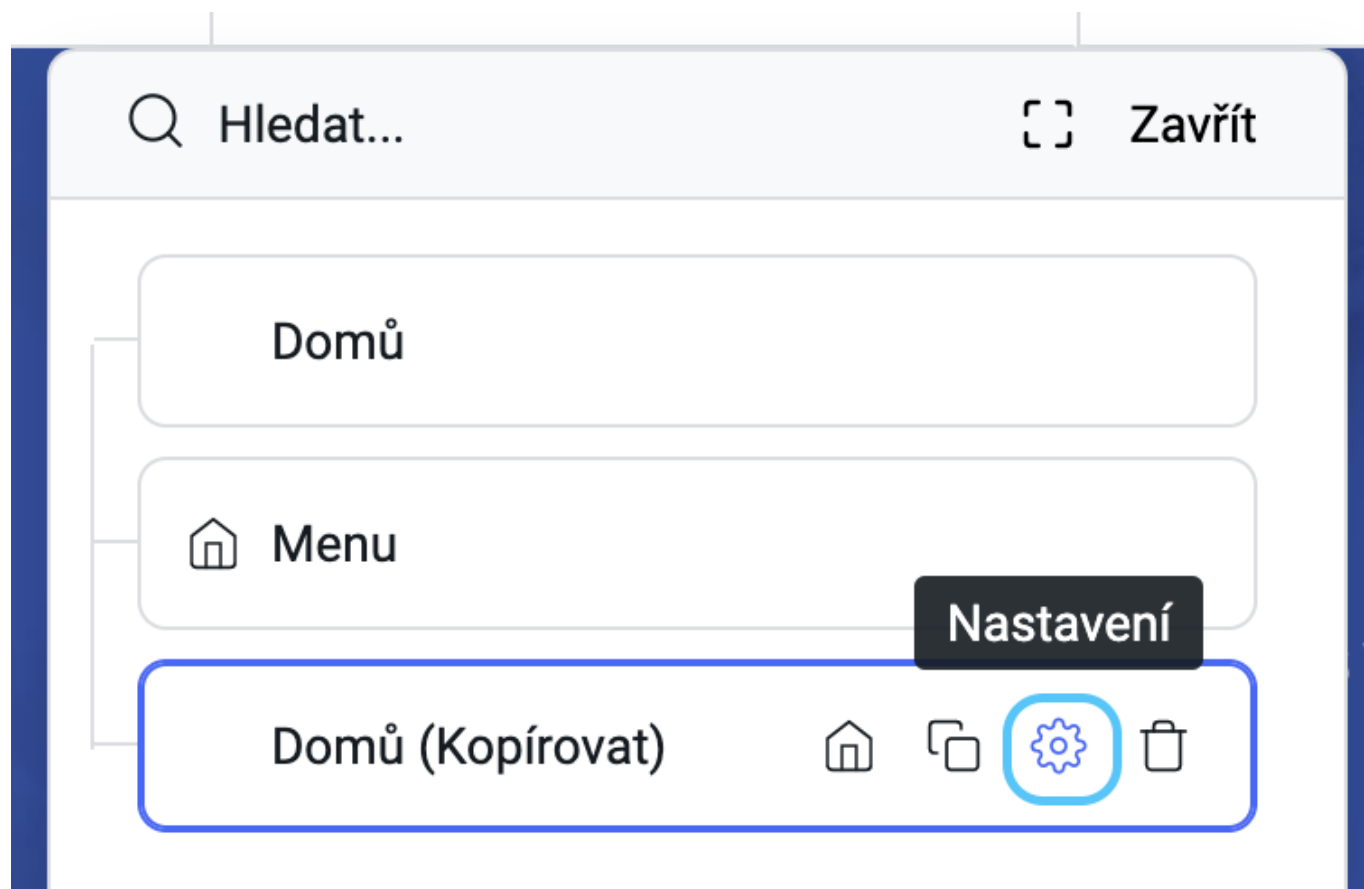 Hledat...
Zavřít
Domů
Menu
Nastavení
Domů (Kopírovat)